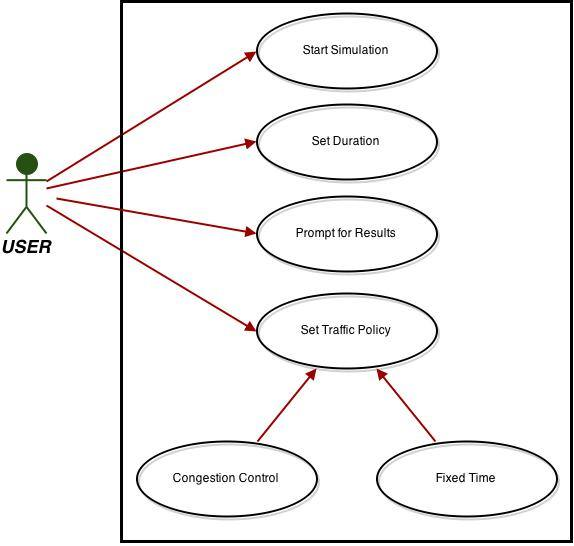 Start Simulation
Set Duration
USER
Prompt for Results
Set Traffic Policy
Congestion Control
Fixed Time